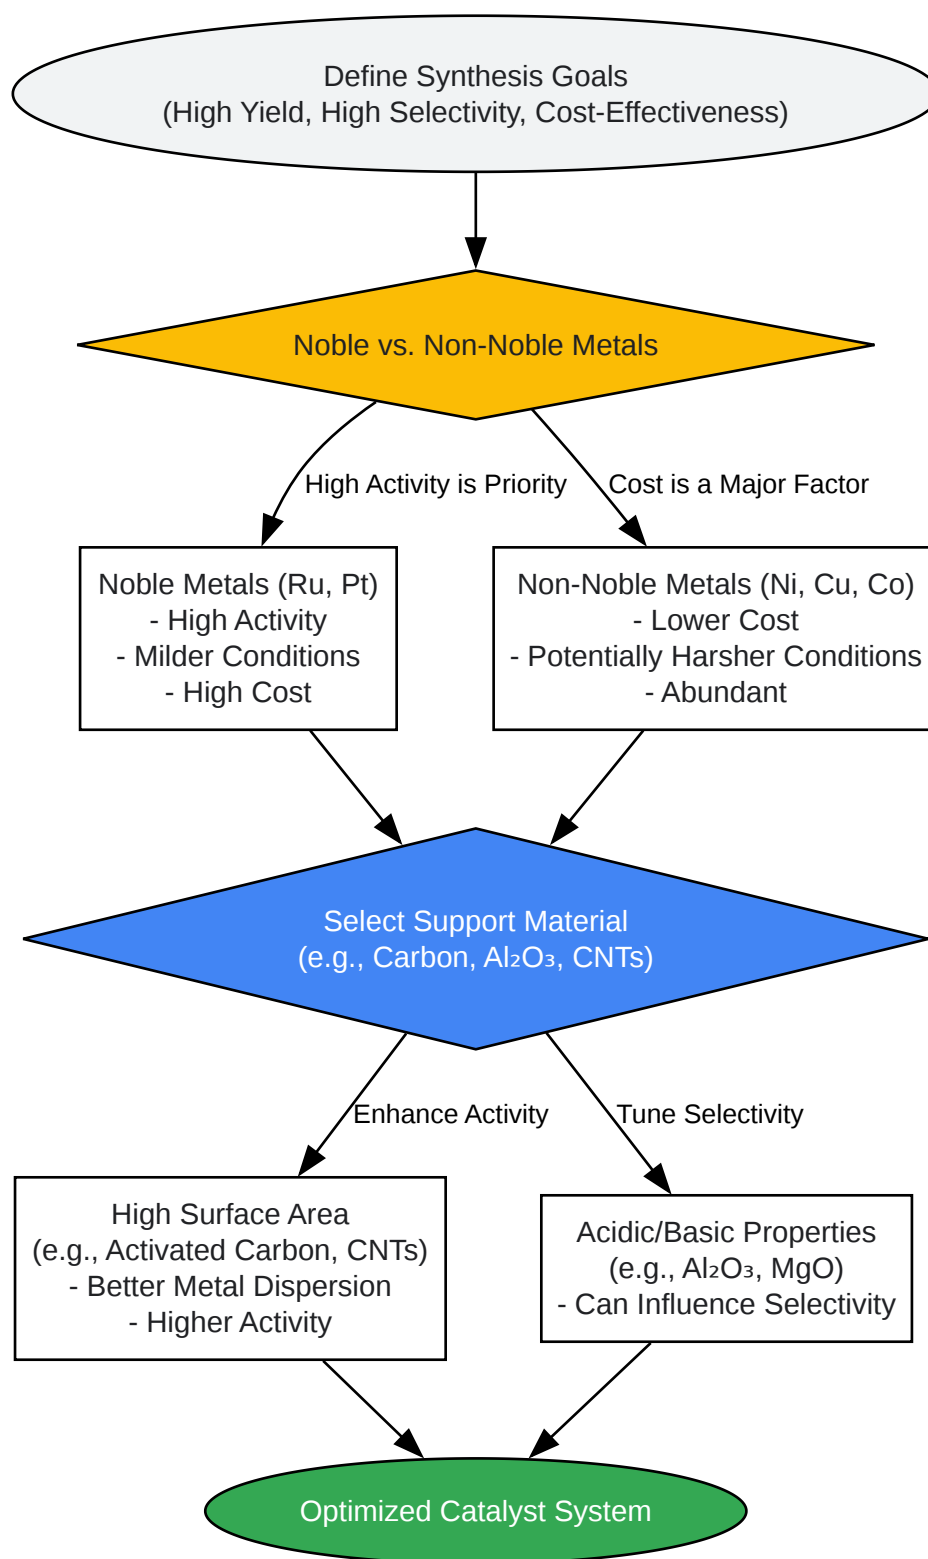 Define Synthesis Goals
(High Yield, High Selectivity, Cost-Effectiveness)
Noble vs. Non-Noble Metals
High Activity is Priority
Cost is a Major Factor
Noble Metals (Ru, Pt)
- High Activity
- Milder Conditions
- High Cost
Non-Noble Metals (Ni, Cu, Co)
- Lower Cost
- Potentially Harsher Conditions
- Abundant
Select Support Material
(e.g., Carbon, Al₂O₃, CNTs)
Enhance Activity
Tune Selectivity
High Surface Area
(e.g., Activated Carbon, CNTs)
- Better Metal Dispersion
- Higher Activity
Acidic/Basic Properties
(e.g., Al₂O₃, MgO)
- Can Influence Selectivity
Optimized Catalyst System